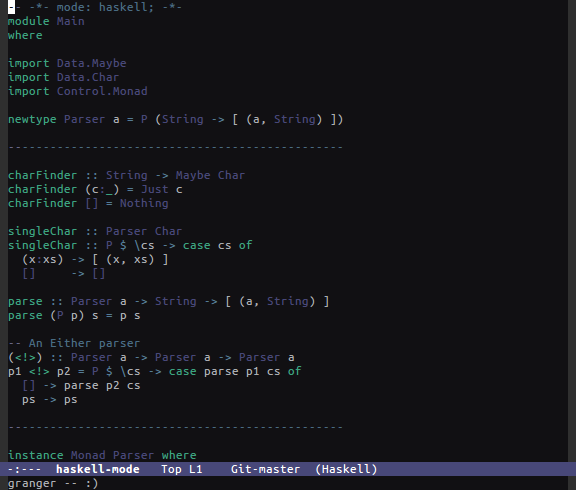 -- -*- mode: haskell; -*-
module Main
where

import Data.Maybe
import Data.Char
import Control.Monad

newtype Parser a = P (String -> [ (a, String) ])

------------------------------------------------

charFinder :: String -> Maybe Char
charFinder (c:_) = Just c
charFinder [] = Nothing

singleChar :: Parser Char
singleChar :: P $ \cs -> case cs of
  (x:xs) -> [ (x, xs) ]
  []     -> []

parse :: Parser a -> String -> [ (a, String) ]
parse (P p) s = p s

-- An Either parser
(<!>) :: Parser a -> Parser a -> Parser a
p1 <!> p2 = P $ \cs -> case parse p1 cs of
  [] -> parse p2 cs
  ps -> ps

------------------------------------------------

instance Monad Parser where
-:---  haskell-mode   Top L1    Git-master  (Haskell)
granger -- :)